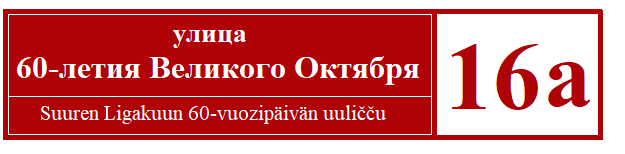 улица
60-летия Великого Октября
Suuren Ligakuun 60-vuozipäivän uuličču
16а